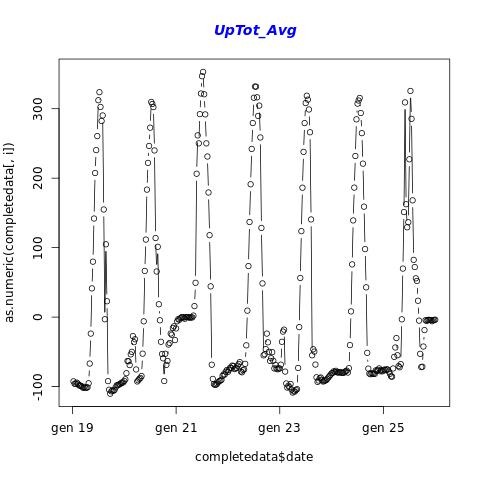 UpTot_Avg
as.numeric(completedata[, i])
300
200
100
0
-100
gen 19
gen 21
gen 23
gen 25
completedata$date